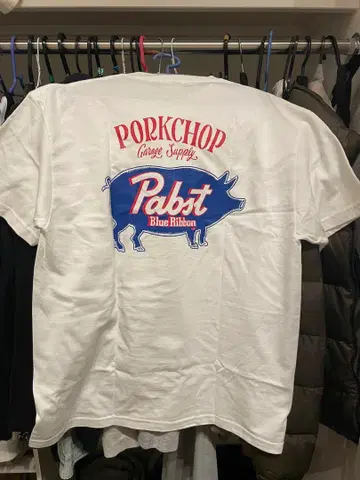 PORKCHOP
Garage Supply
Pabst
Blue Ribbon